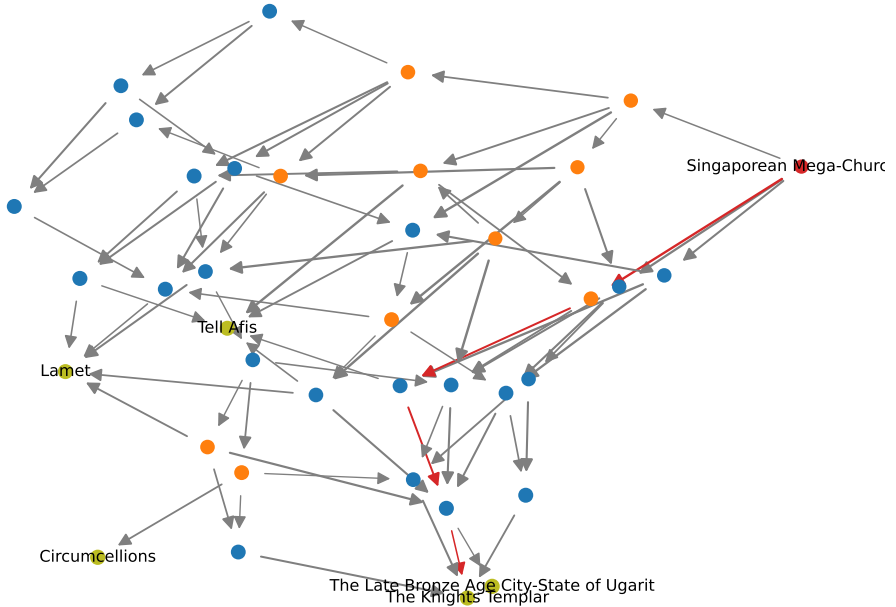 Singaporean Mega-Churc
Tell Afis
Lamet
Circumcellions
The Late Bronze Age City-State of Ugarit
The Knights Templar